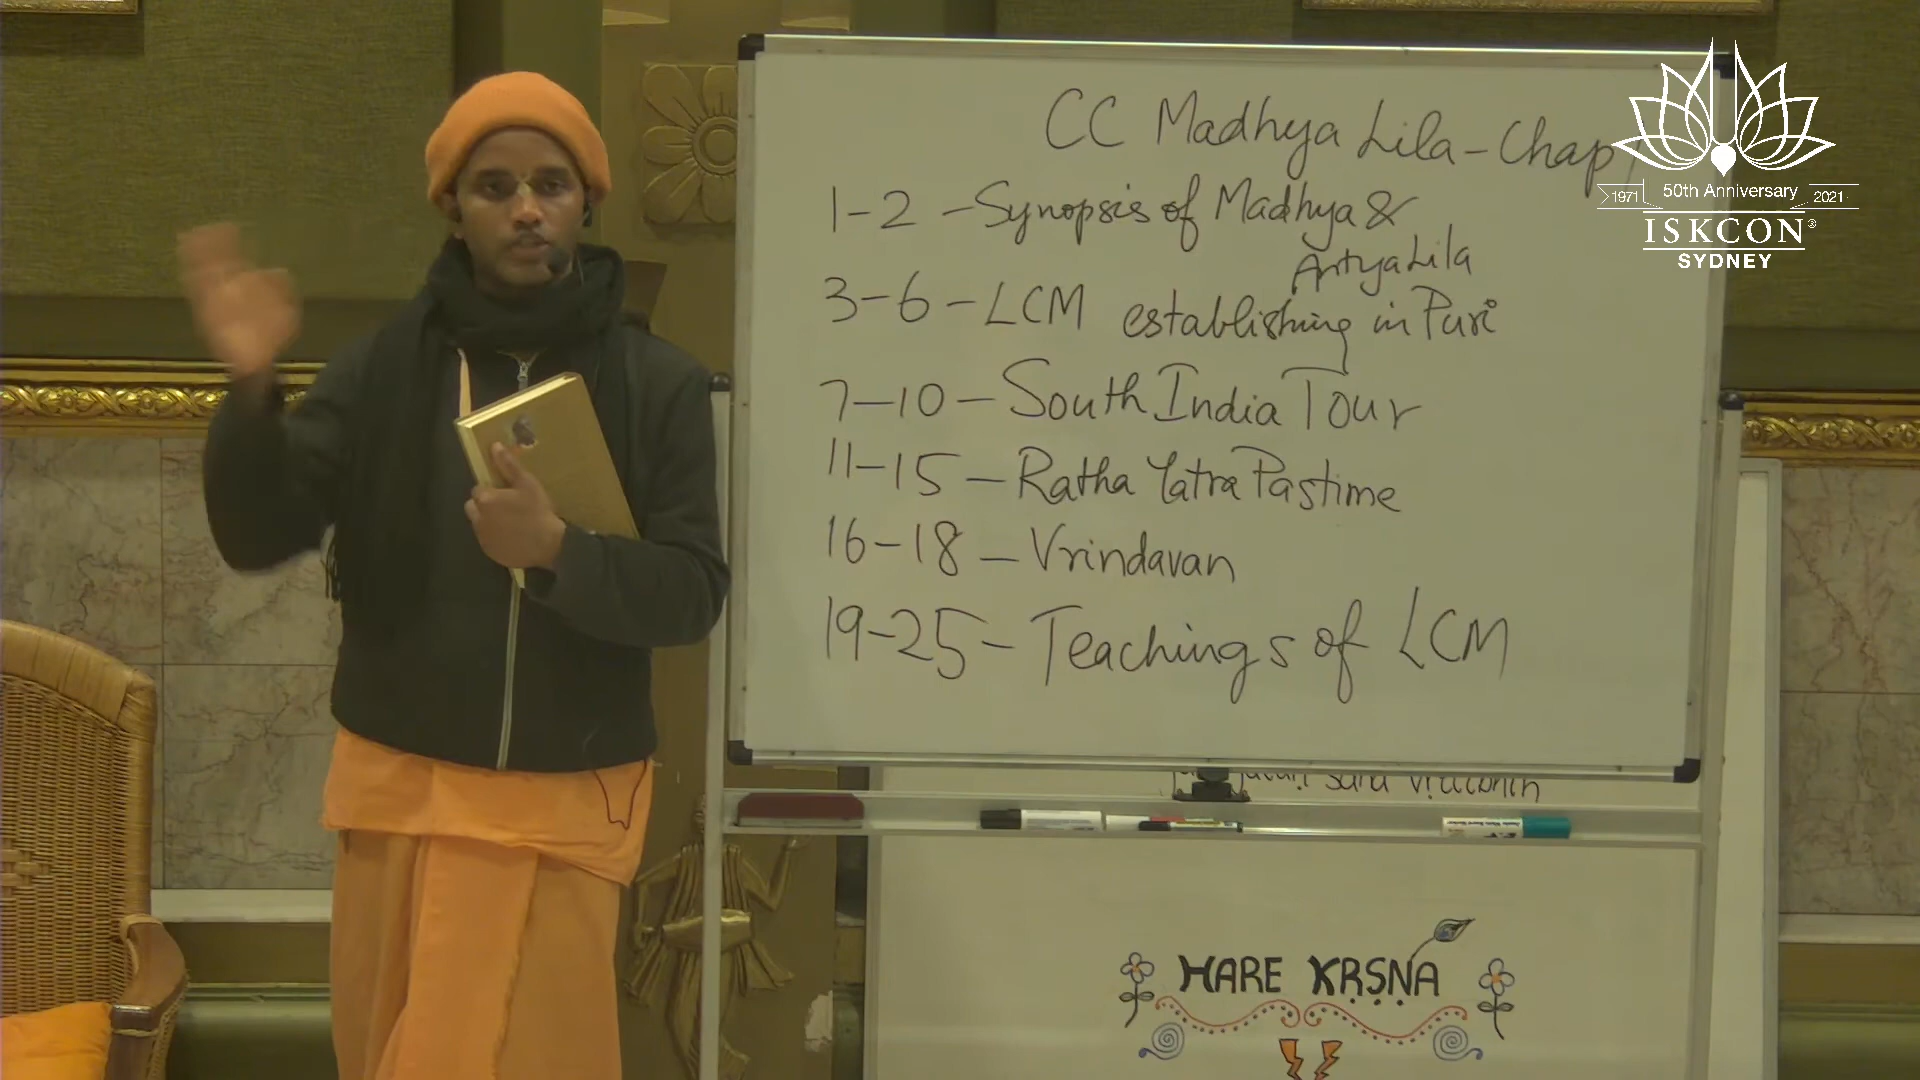 CC Madhya Lila - Chap 1
1-2 - Synopsis of Madhya &
Antya Lila
3-6 - LCM establishing in Puri
7-10 - South India Tour
11-15 - Ratha Yatra Pastime
16-18 - Vrindavan
19-25 - Teachings of LCM
1971 50th Anniversary 2021
ISKCON®
SYDNEY
HARE KṚṢṆA